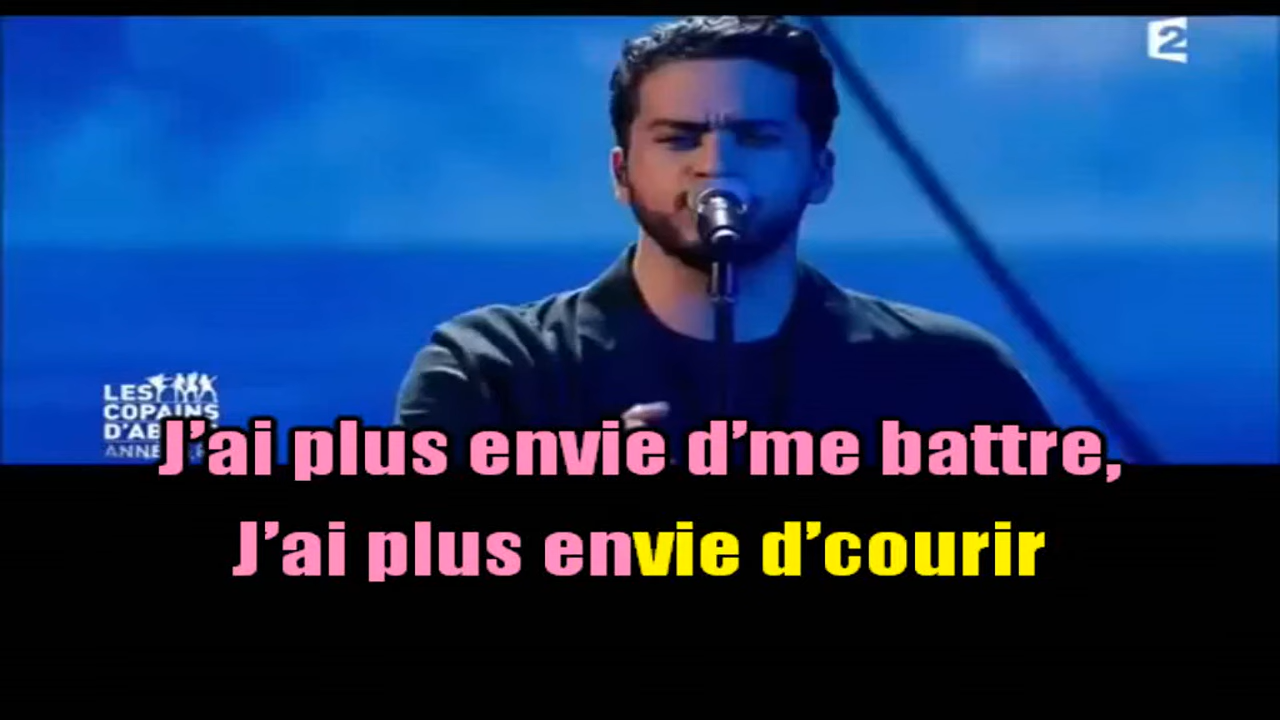 2
LES
COPAINS
J'ai plus envie d'me battre,
J'ai plus envie d'courir